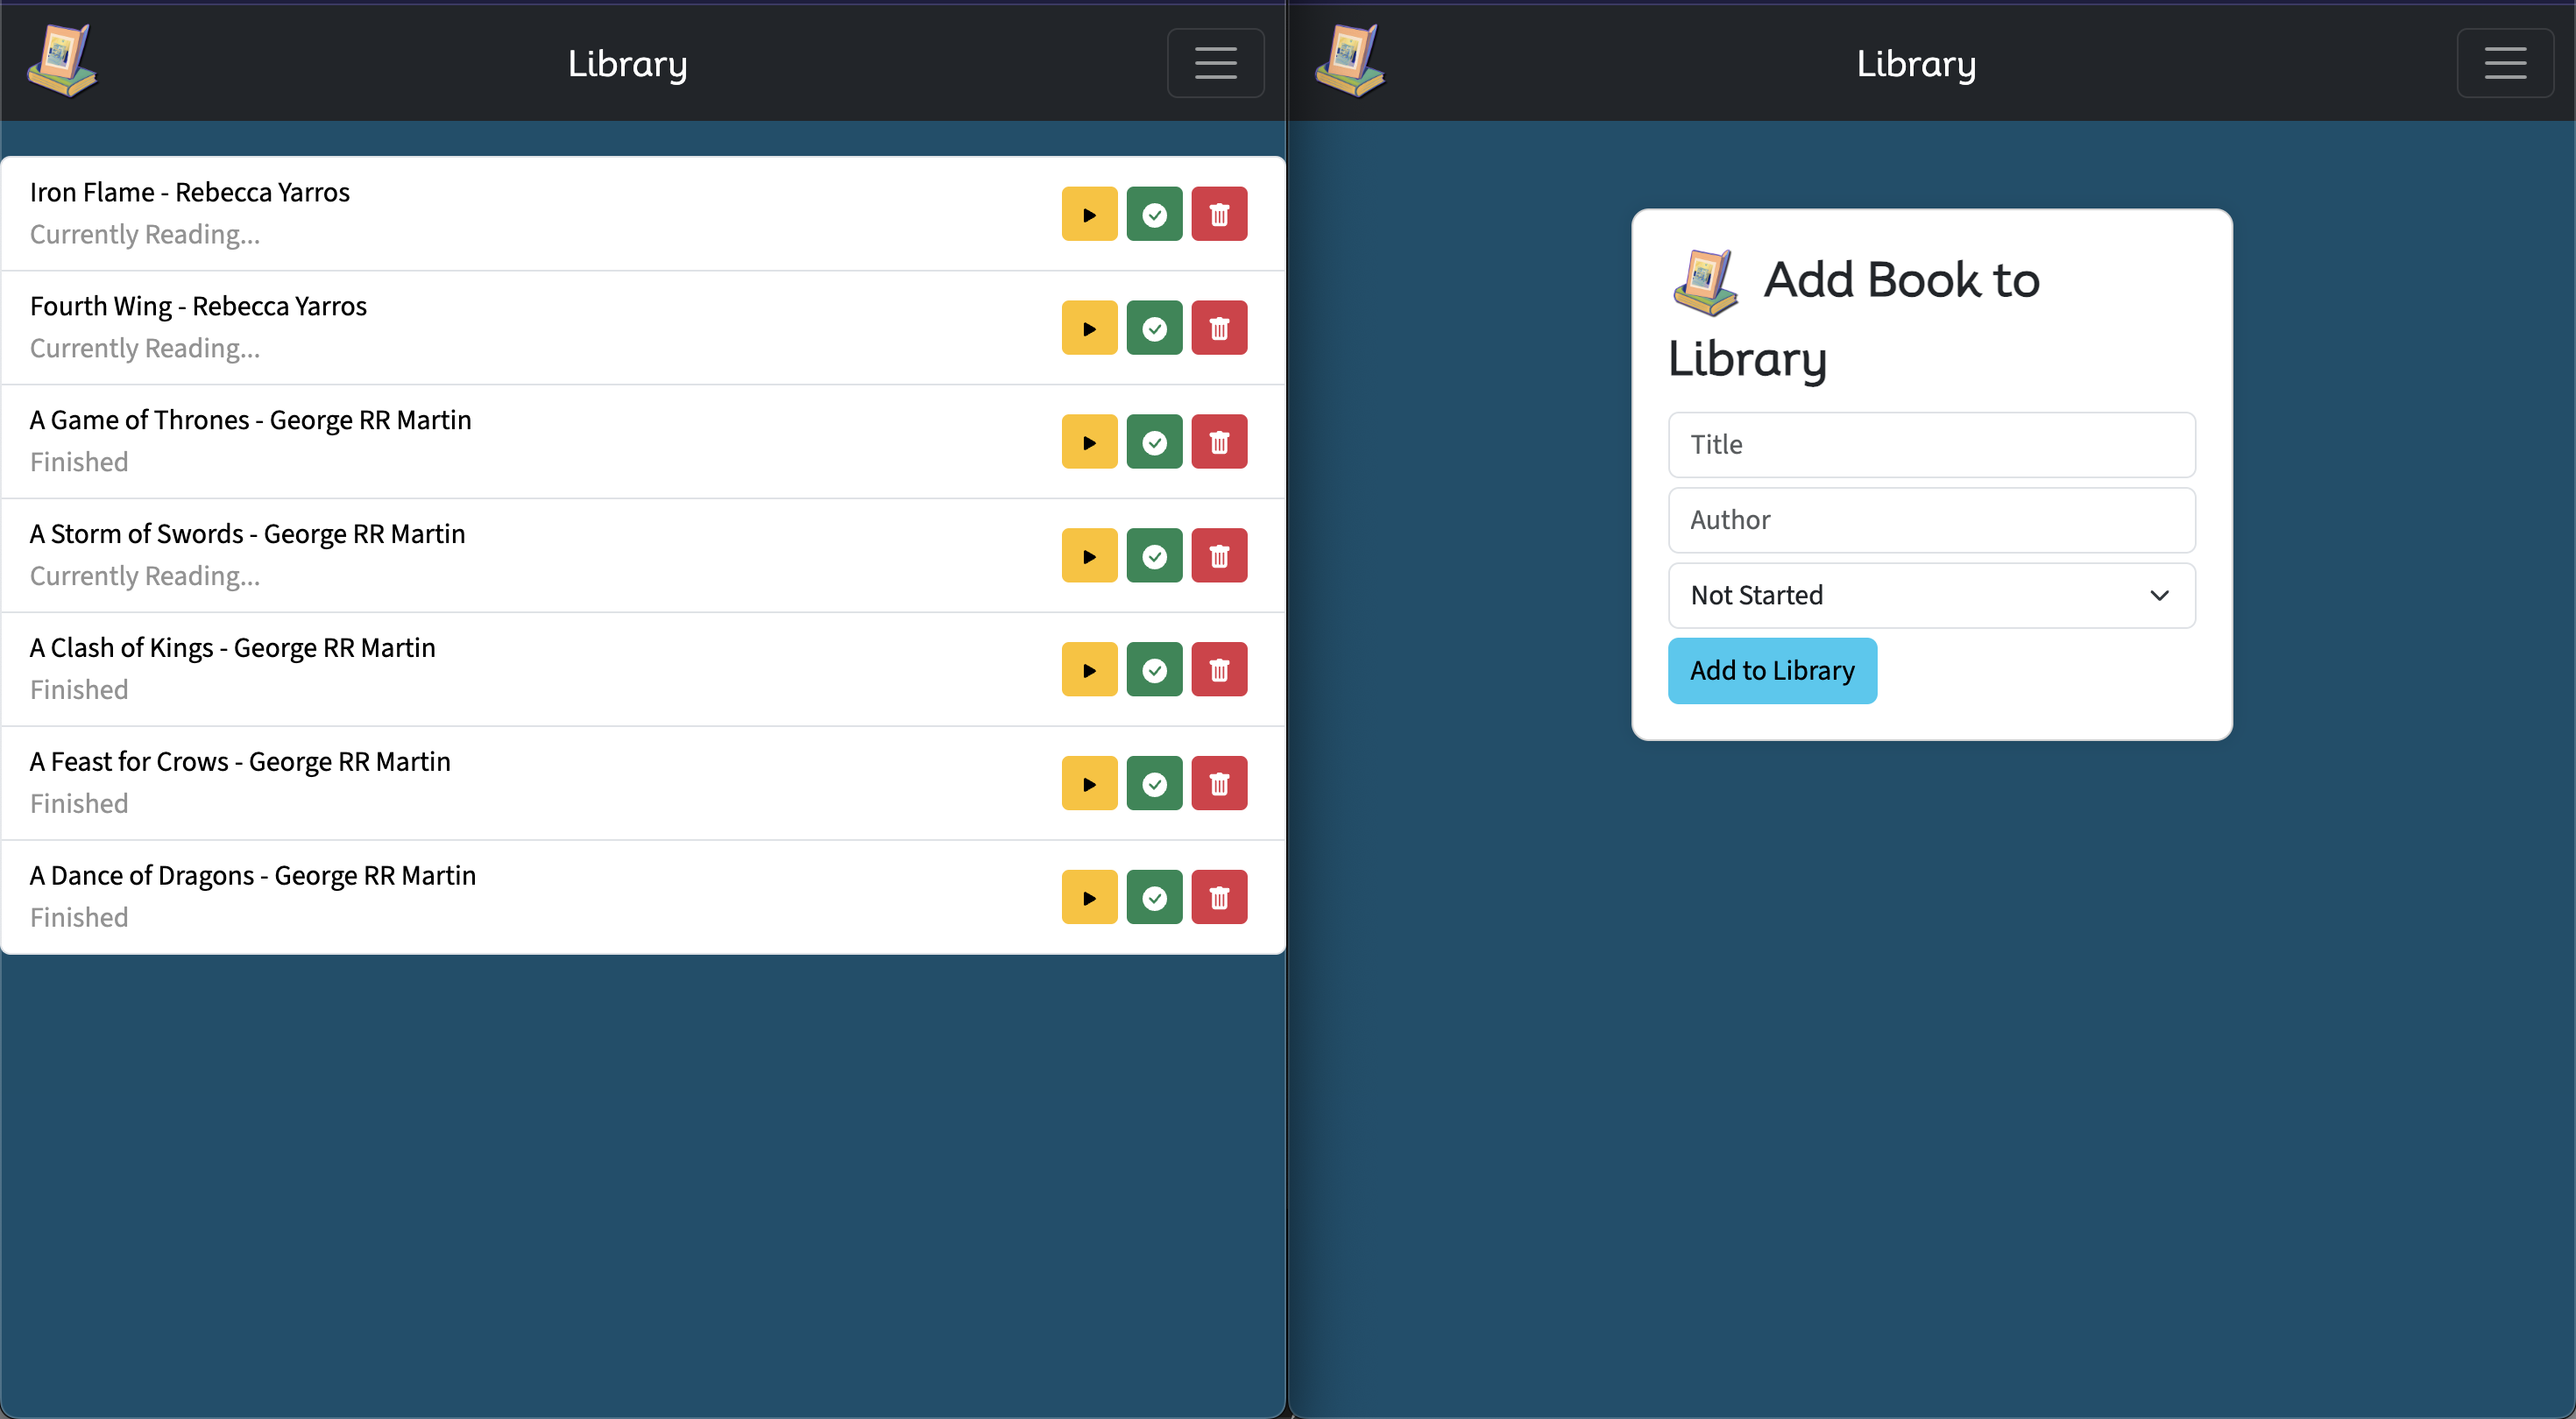 Library
Iron Flame - Rebecca Yarros
Currently Reading...
Fourth Wing - Rebecca Yarros
Currently Reading...
A Game of Thrones - George RR Martin
Finished
A Storm of Swords - George RR Martin
Currently Reading...
A Clash of Kings - George RR Martin
Finished
A Feast for Crows - George RR Martin
Finished
A Dance of Dragons - George RR Martin
Finished
Library
Add Book to
Library
Title
Author
Not Started
Add to Library